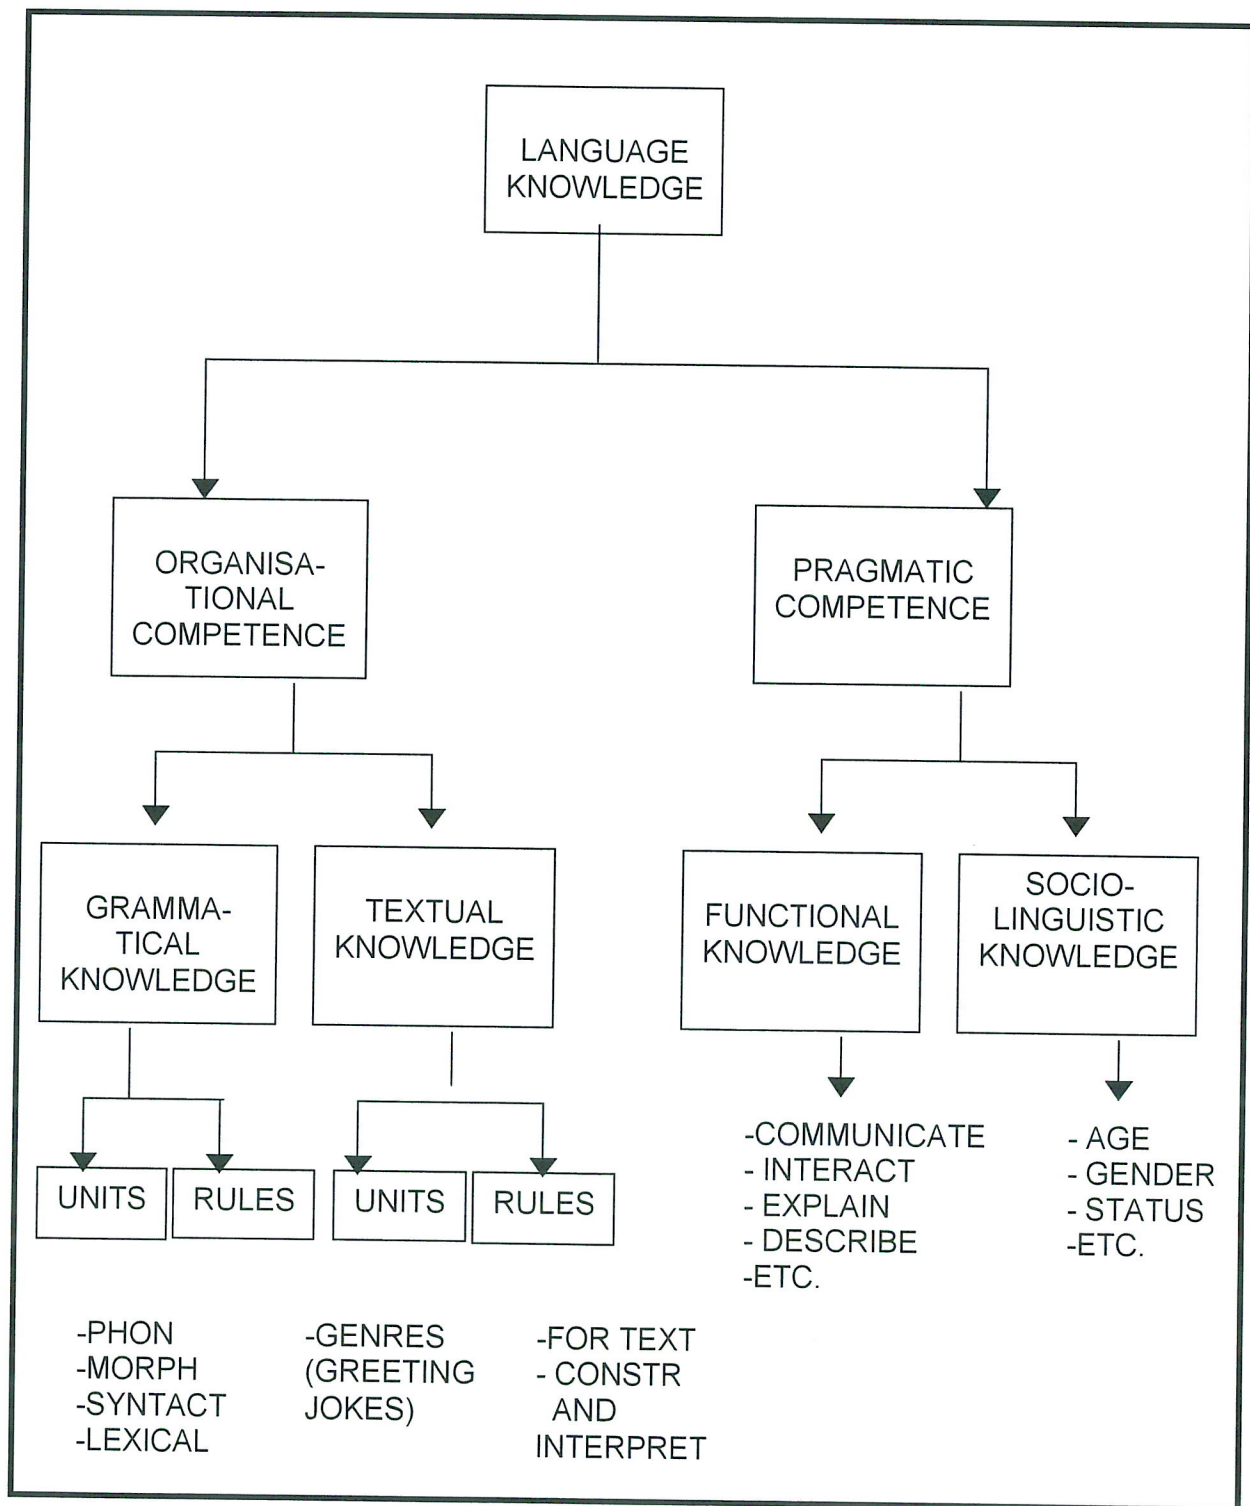 LANGUAGE
KNOWLEDGE
ORGANISA-
TIONAL
COMPETENCE
PRAGMATIC
COMPETENCE
GRAMMA-
TICAL
KNOWLEDGE
TEXTUAL
KNOWLEDGE
FUNCTIONAL
KNOWLEDGE
SOCIO-
LINGUISTIC
KNOWLEDGE
UNITS
RULES
UNITS
RULES
-COMMUNICATE
- INTERACT
- EXPLAIN
- DESCRIBE
-ETC.
- AGE
- GENDER
- STATUS
-ETC.
-PHON
-MORPH
-SYNTACT
-LEXICAL
-GENRES
(GREETING
JOKES)
-FOR TEXT
- CONSTR
AND
INTERPRET